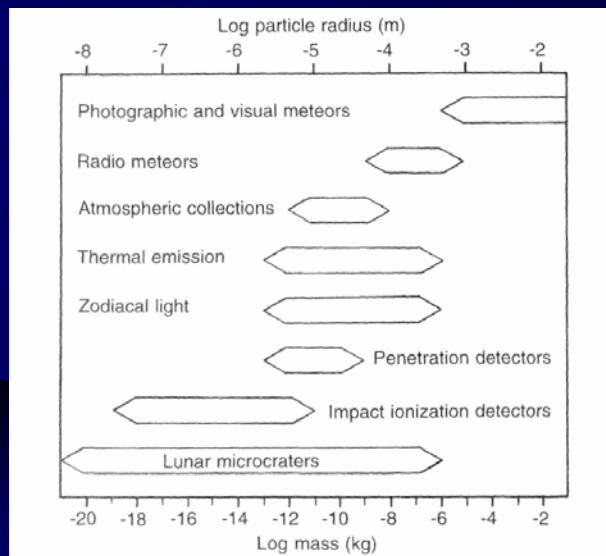 Log particle radius (m)
-8 -7 -6 -5 -4 -3 -2
Photographic and visual meteors
Radio meteors
Atmospheric collections
Thermal emission
Zodiacal light
Penetration detectors
Impact ionization detectors
Lunar microcraters
-20 -18 -16 -14 -12 -10 -8 -6 -4 -2
Log mass (kg)